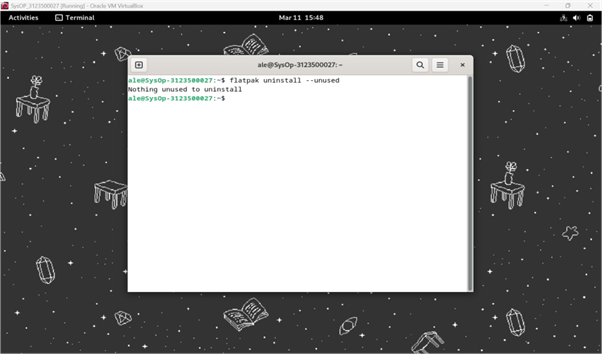 SysOP_3123500027 [Running] - Oracle VM VirtualBox
Activities Terminal Mar 11 15:48
ale@SysOp-3123500027: ~
ale@SysOp-3123500027:~$ flatpak uninstall --unused
Nothing unused to uninstall
ale@SysOp-3123500027:~$